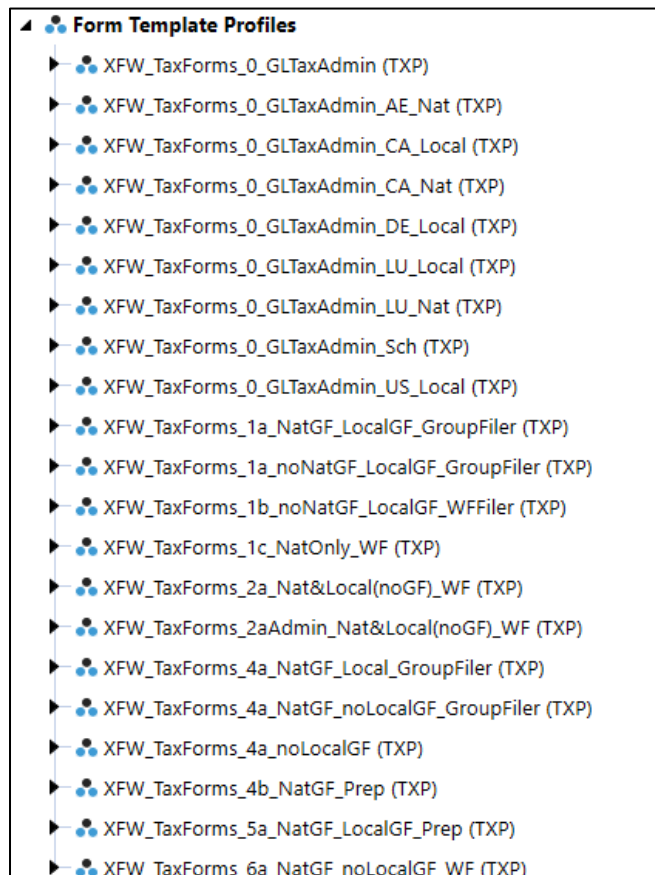 Form Template Profiles
XFW_TaxForms_0_GLTaxAdmin (TXP)
XFW_TaxForms_0_GLTaxAdmin_AE_Nat (TXP)
XFW_TaxForms_0_GLTaxAdmin_CA_Local (TXP)
XFW_TaxForms_0_GLTaxAdmin_CA_Nat (TXP)
XFW_TaxForms_0_GLTaxAdmin_DE_Local (TXP)
XFW_TaxForms_0_GLTaxAdmin_LU_Local (TXP)
XFW_TaxForms_0_GLTaxAdmin_LU_Nat (TXP)
XFW_TaxForms_0_GLTaxAdmin_Sch (TXP)
XFW_TaxForms_0_GLTaxAdmin_US_Local (TXP)
XFW_TaxForms_1a_NatGF_LocalGF_GroupFiler (TXP)
XFW_TaxForms_1a_noNatGF_LocalGF_GroupFiler (TXP)
XFW_TaxForms_1b_noNatGF_LocalGF_WFFiler (TXP)
XFW_TaxForms_1c_NatOnly_WF (TXP)
XFW_TaxForms_2a_Nat&Local(noGF)_WF (TXP)
XFW_TaxForms_2aAdmin_Nat&Local(noGF)_WF (TXP)
XFW_TaxForms_4a_NatGF_Local_GroupFiler (TXP)
XFW_TaxForms_4a_NatGF_noLocalGF_GroupFiler (TXP)
XFW_TaxForms_4a_noLocalGF (TXP)
XFW_TaxForms_4b_NatGF_Prep (TXP)
XFW_TaxForms_5a_NatGF_LocalGF_Prep (TXP)
XFW_TaxForms_6a_NatGF_noLocalGF_WF (TXP)